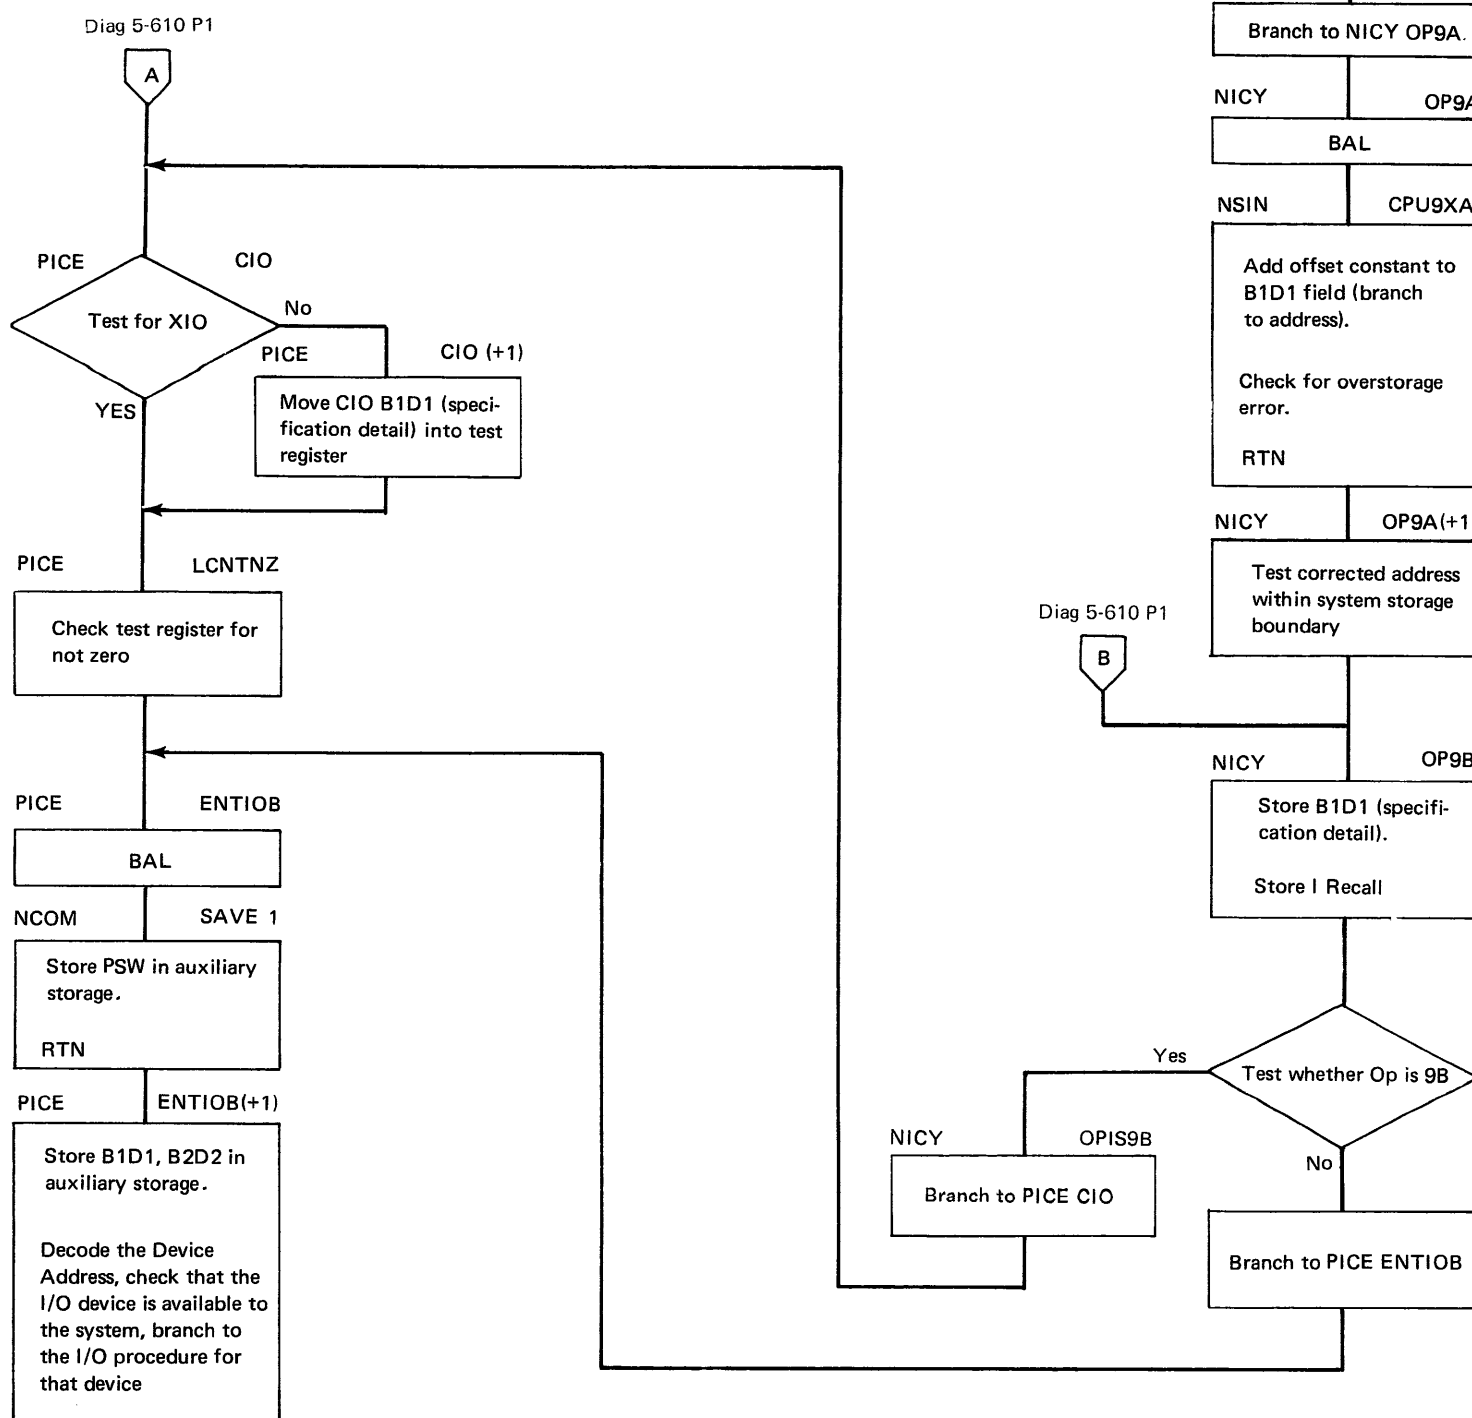 Diag 5-610 P1
A
PICE
CIO
Test for XIO
No
YES
PICE
CIO (+1)
Move CIO B1D1 (speci-
fication detail) into test
register
PICE
LCNTNZ
Check test register for
not zero
PICE
ENTIOB
BAL
NCOM
SAVE 1
Store PSW in auxiliary
storage.
RTN
PICE
ENTIOB(+1)
Store B1D1, B2D2 in
auxiliary storage.
Decode the Device
Address, check that the
I/O device is available to
the system, branch to
the I/O procedure for
that device
Branch to NICY OP9A.
NICY
OP9A
BAL
NSIN
CPU9XA
Add offset constant to
B1D1 field (branch
to address).
Check for overstorage
error.
RTN
NICY
OP9A(+1
Test corrected address
within system storage
boundary
Diag 5-610 P1
B
NICY
OP9B
Store B1D1 (specifi-
cation detail).
Store I Recall
Test whether Op is 9B
Yes
No
NICY
OPIS9B
Branch to PICE CIO
Branch to PICE ENTIOB